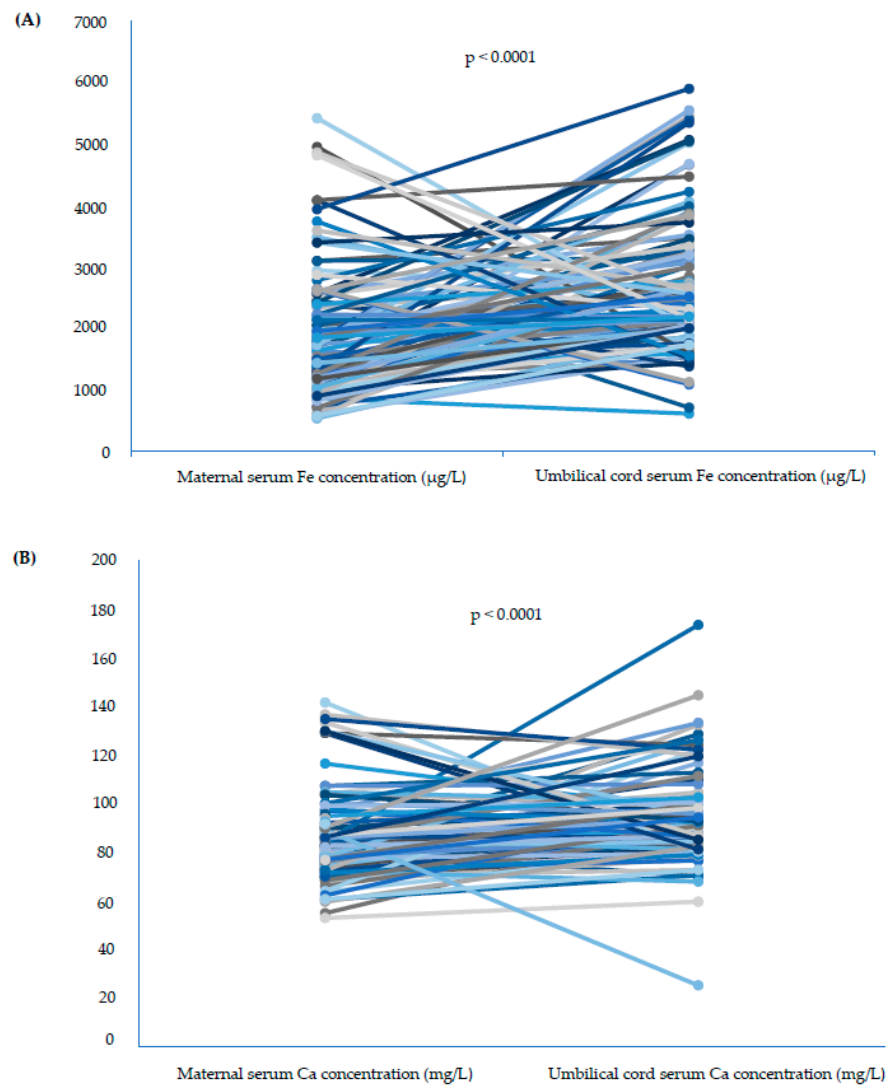 (A)
7000
p < 0.0001
6000
5000
4000
3000
2000
1000
0
Maternal serum Fe concentration (µg/L)
Umbilical cord serum Fe concentration (µg/L)
(B)
200
180
p < 0.0001
160
140
120
100
80
60
40
20
0
Maternal serum Ca concentration (mg/L)
Umbilical cord serum Ca concentration (mg/L)